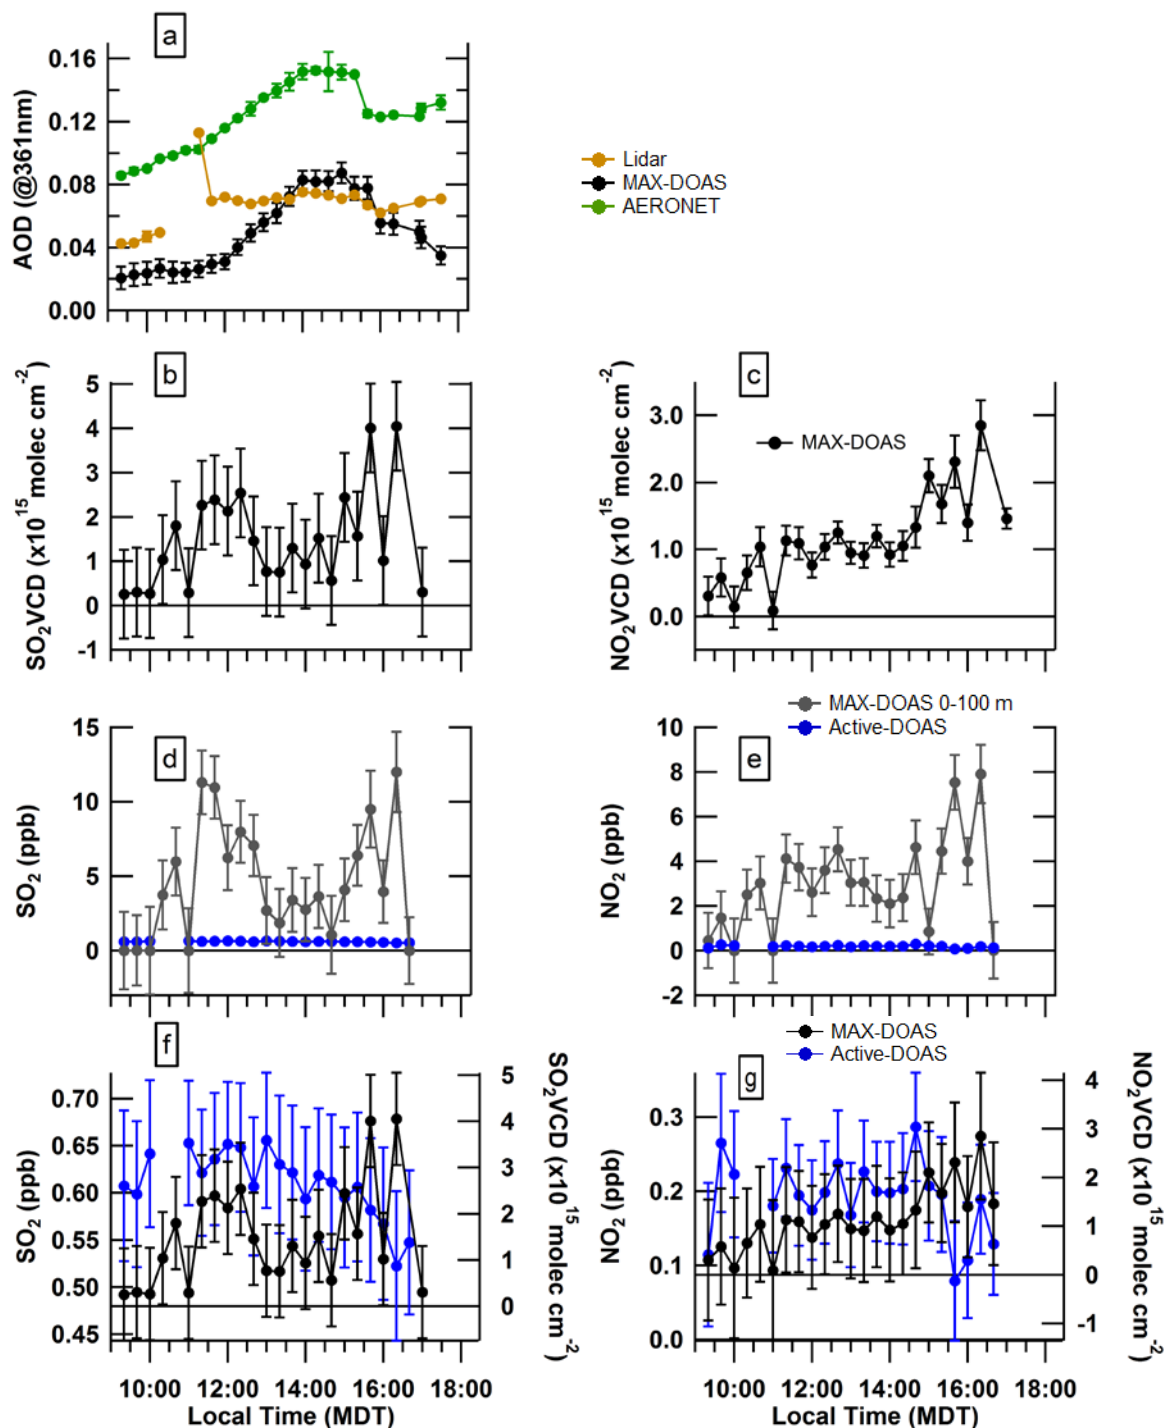 a
AOD (@361nm)
0.16
0.12
0.08
0.04
0.00
Lidar
MAX-DOAS
AERONET
b
SO2VCD (x10^15 molec cm^-2)
5
4
3
2
1
0
-1
c
NO2VCD (x10^15 molec cm^-2)
3.0
2.0
1.0
0.0
MAX-DOAS
d
SO2 (ppb)
15
10
5
0
MAX-DOAS 0-100 m
Active-DOAS
e
NO2 (ppb)
10
8
6
4
2
0
-2
f
SO2 (ppb)
0.70
0.65
0.60
0.55
0.50
0.45
SO2VCD (x10^15 molec cm^-2)
5
4
3
2
1
0
10:00 12:00 14:00 16:00 18:00
Local Time (MDT)
MAX-DOAS
Active-DOAS
g
NO2 (ppb)
0.3
0.2
0.1
0.0
NO2VCD (x10^15 molec cm^-2)
4
3
2
1
0
-1
10:00 12:00 14:00 16:00 18:00
Local Time (MDT)